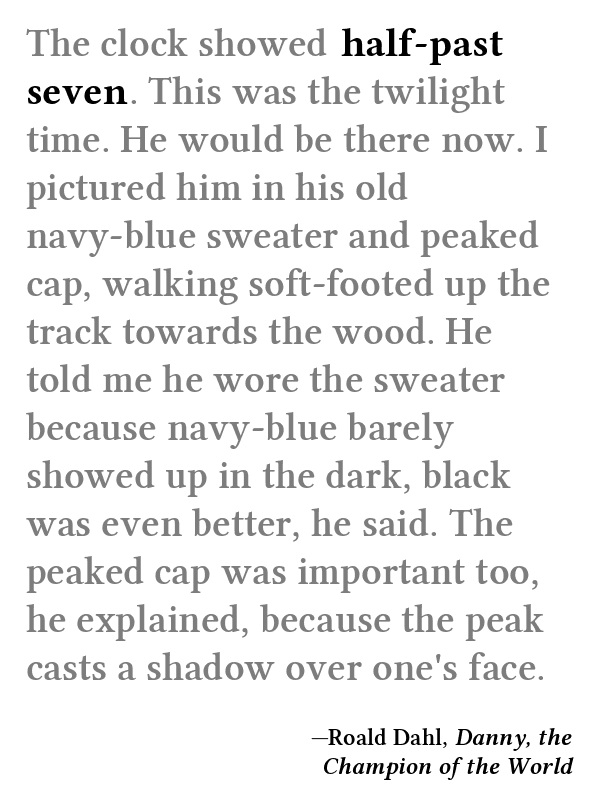 The clock showed half-past
seven. This was the twilight
time. He would be there now. I
pictured him in his old
navy-blue sweater and peaked
cap, walking soft-footed up the
track towards the wood. He
told me he wore the sweater
because navy-blue barely
showed up in the dark, black
was even better, he said. The
peaked cap was important too,
he explained, because the peak
casts a shadow over one's face.
—Roald Dahl, Danny, the
Champion of the World